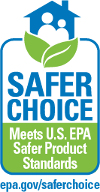 SAFER
CHOICE
Meets U.S. EPA
Safer Product
Standards
epa.gov/saferchoice